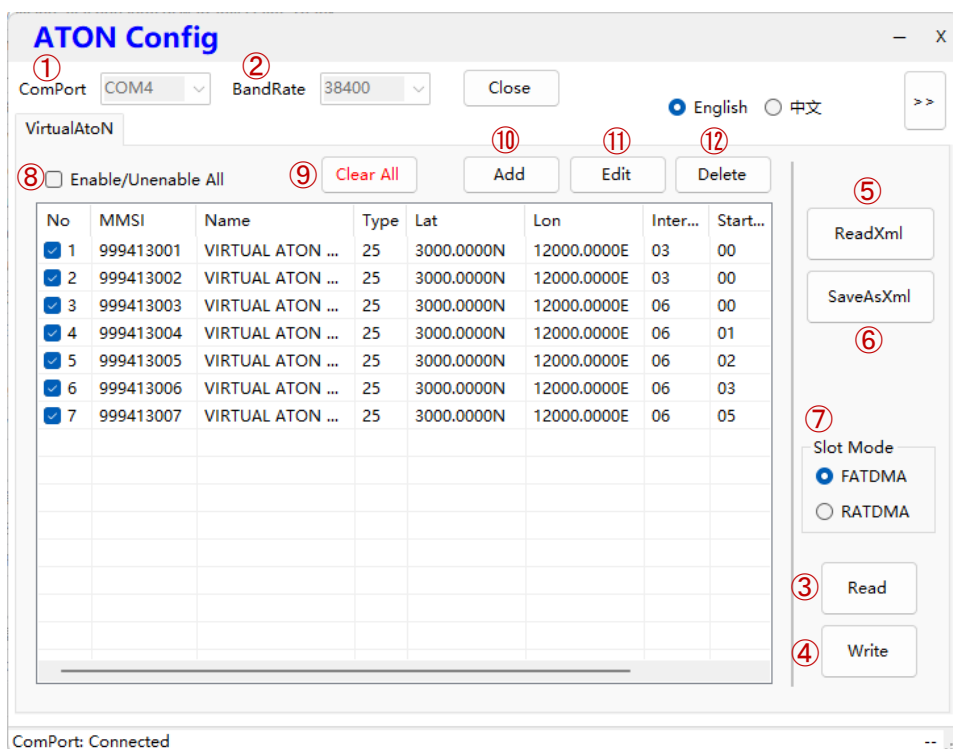 ATON Config
– X
① ②
ComPort COM4 BandRate 38400 Close English 中文 >>
VirtualAtoN
⑧ Enable/Unenable All ⑨ Clear All ⑩ Add ⑪ Edit ⑫ Delete
No MMSI Name Type Lat Lon Inter... Start...
1 999413001 VIRTUAL ATON ... 25 3000.0000N 12000.0000E 03 00
2 999413002 VIRTUAL ATON ... 25 3000.0000N 12000.0000E 03 00
3 999413003 VIRTUAL ATON ... 25 3000.0000N 12000.0000E 06 00
4 999413004 VIRTUAL ATON ... 25 3000.0000N 12000.0000E 06 01
5 999413005 VIRTUAL ATON ... 25 3000.0000N 12000.0000E 06 02
6 999413006 VIRTUAL ATON ... 25 3000.0000N 12000.0000E 06 03
7 999413007 VIRTUAL ATON ... 25 3000.0000N 12000.0000E 06 05
⑤
ReadXml
SaveAsXml
⑥
⑦
Slot Mode
FATDMA
RATDMA
③ Read
④ Write
ComPort: Connected --